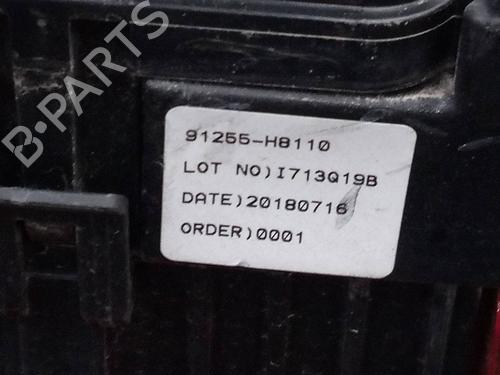 B-PARTS
91255-H8110
LOT NO)I713Q19B
DATE)20180716
ORDER)0001